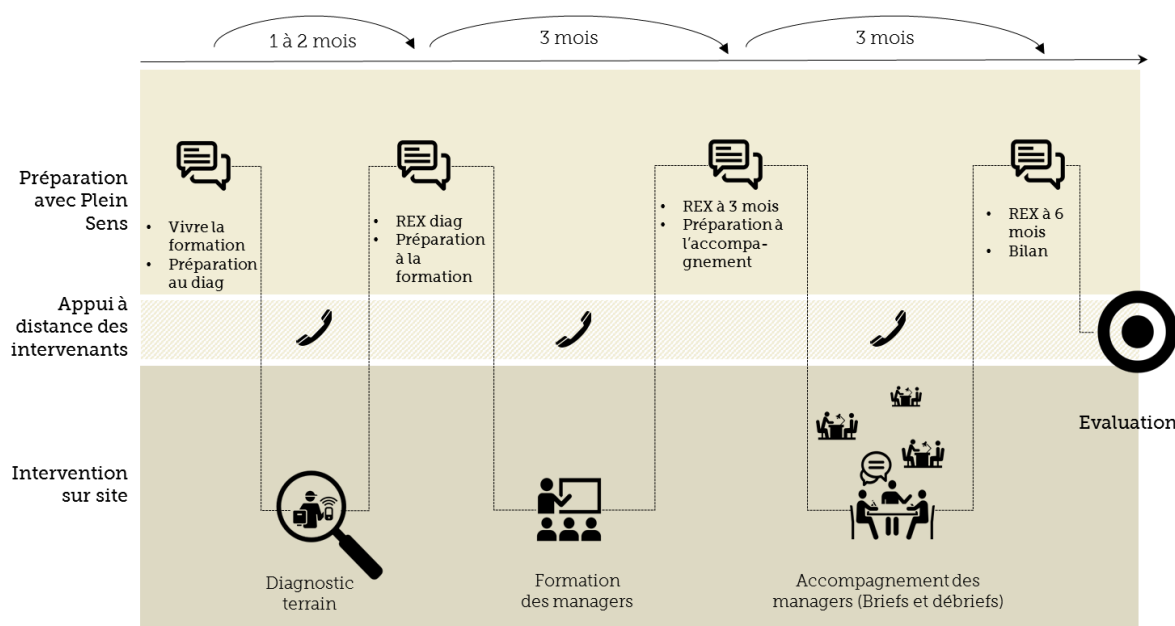 1 à 2 mois
3 mois
3 mois
Préparation
avec Plein
Sens
• Vivre la
formation
• Préparation
au diag
• REX diag
• Préparation
à la
formation
• REX à 3 mois
• Préparation à
l'accompa-
gnement
• REX à 6
mois
• Bilan
Appui à
distance des
intervenants
Evaluation
Intervention
sur site
Diagnostic
terrain
Formation
des managers
Accompagnement des
managers (Briefs et débriefs)